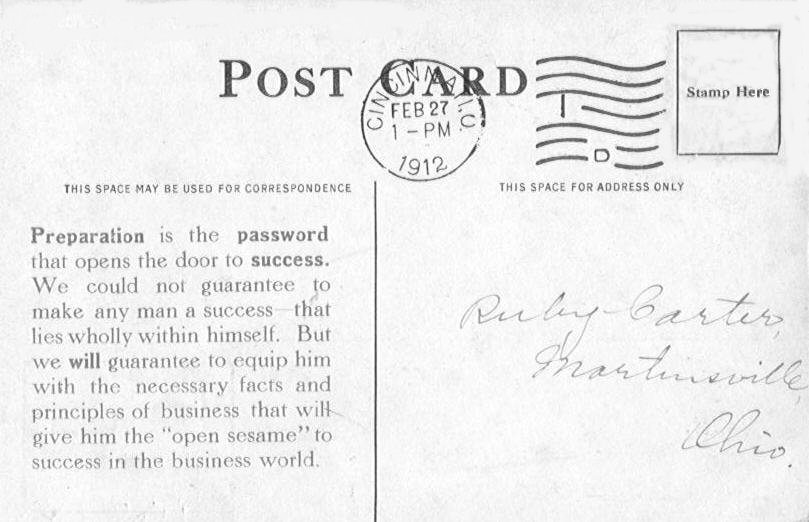 POST CARD
CINCINNATI, O.
FEB 27
1 - PM
1912
I
D
Stamp Here
THIS SPACE MAY BE USED FOR CORRESPONDENCE
THIS SPACE FOR ADDRESS ONLY
Preparation is the password
that opens the door to success.
We could not guarantee to
make any man a success—that
lies wholly within himself. But
we will guarantee to equip him
with the necessary facts and
principles of business that will
give him the "open sesame" to
success in the business world.
Ruby Carter,
Martinsville,
Ohio.